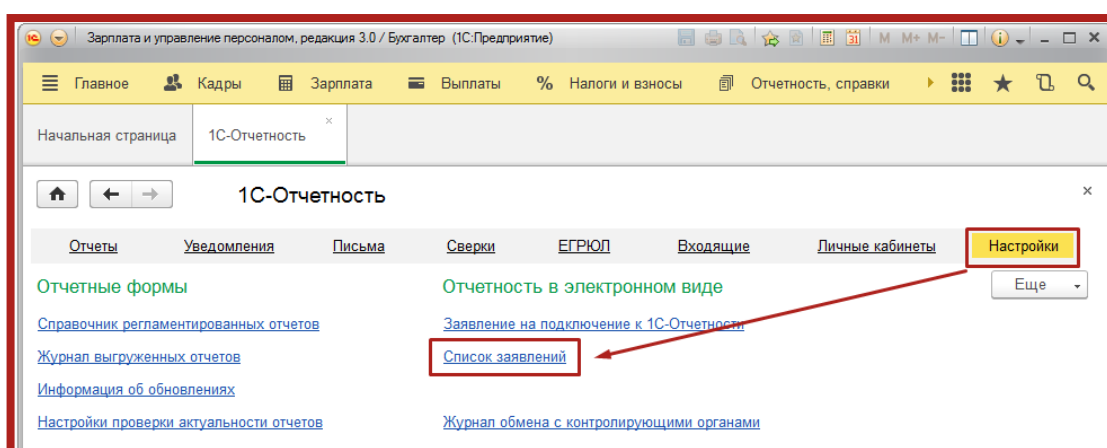 1С Зарплата и управление персоналом, редакция 3.0 / Бухгалтер (1С:Предприятие) 31 M M+ M-
Главное Кадры Зарплата Выплаты % Налоги и взносы Отчетность, справки
Начальная страница 1С-Отчетность
1С-Отчетность
Отчеты Уведомления Письма Сверки ЕГРЮЛ Входящие Личные кабинеты Настройки
Отчетные формы Отчетность в электронном виде Еще
Справочник регламентированных отчетов Заявление на подключение к 1С-Отчетности
Журнал выгруженных отчетов Список заявлений
Информация об обновлениях
Настройки проверки актуальности отчетов Журнал обмена с контролирующими органами